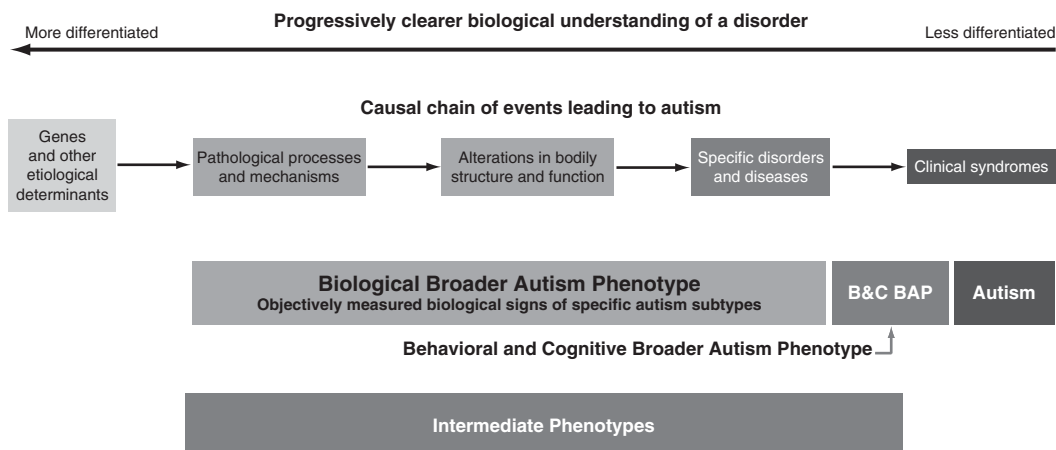 Progressively clearer biological understanding of a disorder
More differentiated
Less differentiated
Causal chain of events leading to autism
Genes
and other
etiological
determinants
Pathological processes
and mechanisms
Alterations in bodily
structure and function
Specific disorders
and diseases
Clinical syndromes
Biological Broader Autism Phenotype
Objectively measured biological signs of specific autism subtypes
B&C BAP
Autism
Behavioral and Cognitive Broader Autism Phenotype
Intermediate Phenotypes